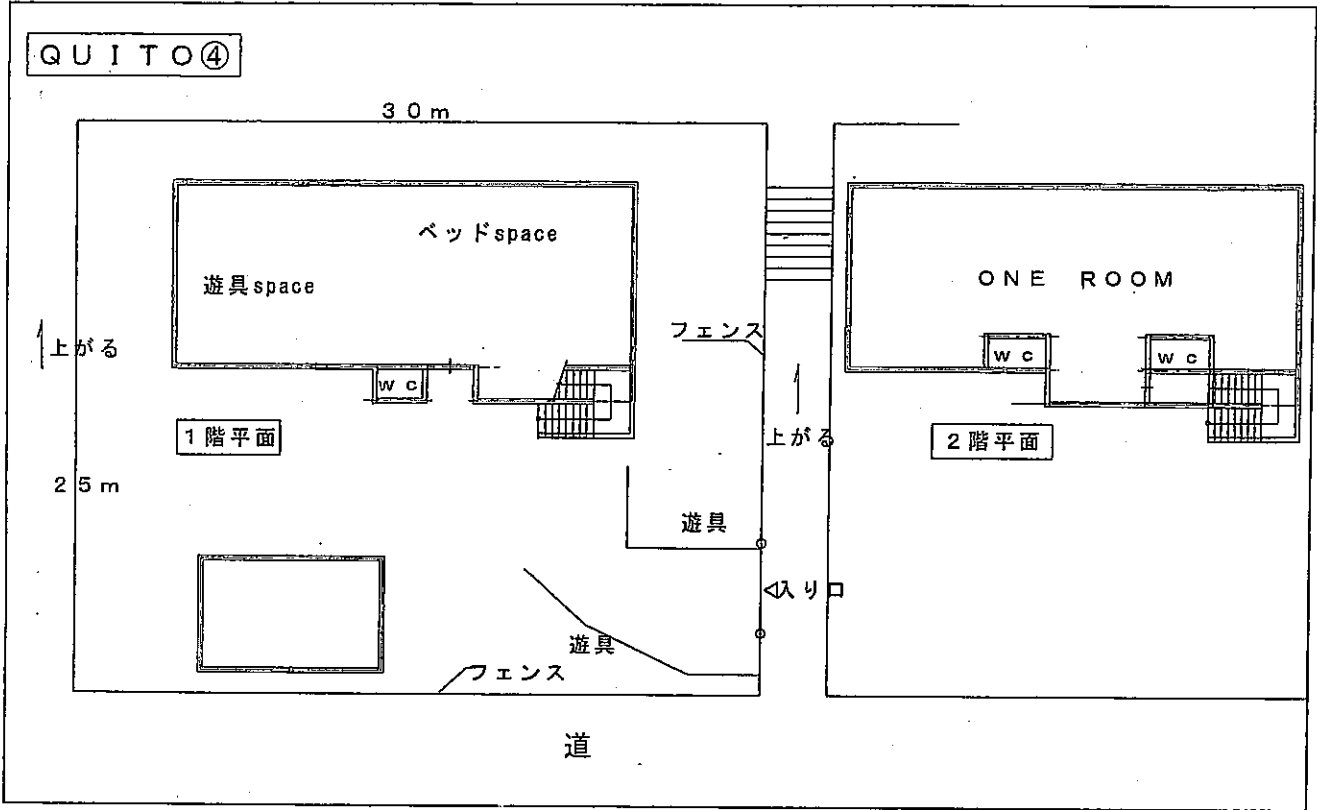 QUITO④
30m
ベッドspace
遊具space
ONE ROOM
フェンス
上がる
WC
WC
WC
1階平面
上がる
2階平面
25m
遊具
入り口
遊具
フェンス
道